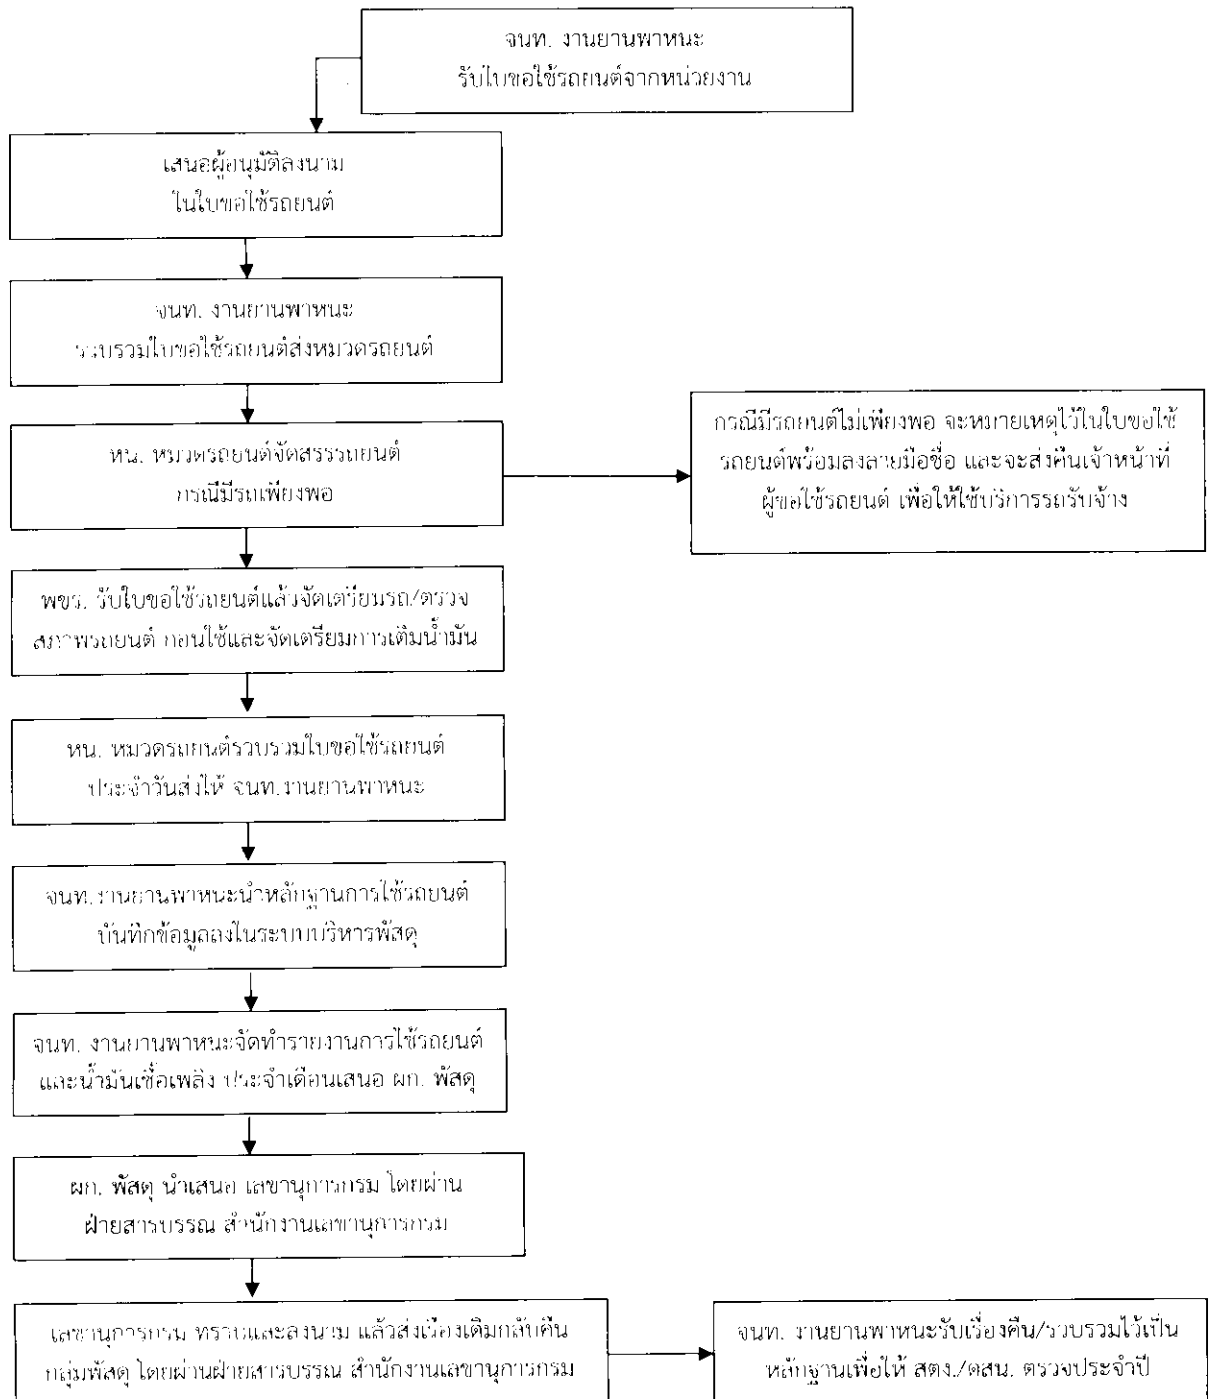 จนท. งานยานพาหนะ
รับใบขอใช้รถยนต์จากหน่วยงาน
เสนอผู้อนุมัติลงนาม
ในใบขอใช้รถยนต์
จนท. งานยานพาหนะ
รวบรวมใบขอใช้รถยนต์ส่งหมวดรถยนต์
หน. หมวดรถยนต์จัดสรรรถยนต์
กรณีมีรถเพียงพอ
กรณีมีรถยนต์ไม่เพียงพอ จะหมายเหตุไว้ในใบขอใช้
รถยนต์พร้อมลงลายมือชื่อ และจะส่งคืนเจ้าหน้าที่
ผู้ขอใช้รถยนต์ เพื่อให้ใช้บริการรถรับจ้าง
พขร. รับใบขอใช้รถยนต์แล้วจัดเตรียมรถ/ตรวจ
สภาพรถยนต์ ก่อนใช้และจัดเตรียมการเติมน้ำมัน
หน. หมวดรถยนต์รวบรวมใบขอใช้รถยนต์
ประจำวันส่งให้ จนท.งานยานพาหนะ
จนท.งานยานพาหนะนำหลักฐานการใช้รถยนต์
บันทึกข้อมูลลงในระบบบริหารพัสดุ
จนท. งานยานพาหนะจัดทำรายงานการใช้รถยนต์
และน้ำมันเชื้อเพลิง ประจำเดือนเสนอ ผก. พัสดุ
ผก. พัสดุ นำเสนอ เลขานุการกรม โดยผ่าน
ฝ่ายสารบรรณ สำนักงานเลขานุการกรม
เลขานุการกรม ทราบและลงนาม แล้วส่งเรื่องเดิมกลับคืน
กลุ่มพัสดุ โดยผ่านฝ่ายสารบรรณ สำนักงานเลขานุการกรม
จนท. งานยานพาหนะรับเรื่องคืน/รวบรวมไว้เป็น
หลักฐานเพื่อให้ สตง./ตสน. ตรวจประจำปี